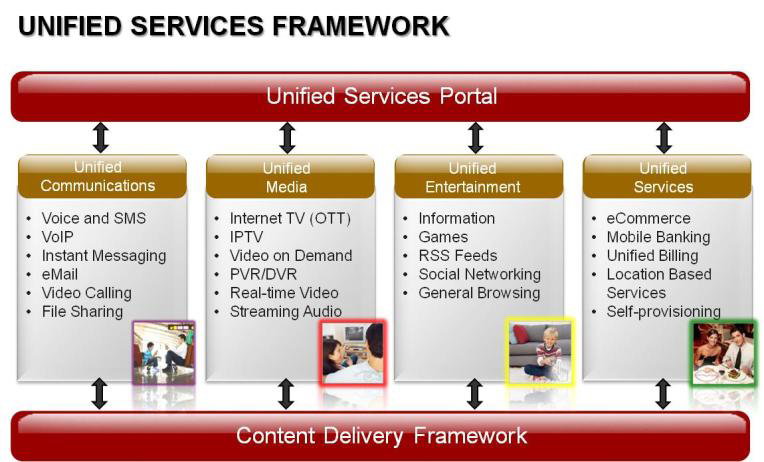 UNIFIED SERVICES FRAMEWORK
Unified Services Portal
Unified
Communications
• Voice and SMS
• VoIP
• Instant Messaging
• eMail
• Video Calling
• File Sharing
Unified
Media
• Internet TV (OTT)
• IPTV
• Video on Demand
• PVR/DVR
• Real-time Video
• Streaming Audio
Unified
Entertainment
• Information
• Games
• RSS Feeds
• Social Networking
• General Browsing
Unified
Services
• eCommerce
• Mobile Banking
• Unified Billing
• Location Based
Services
• Self-provisioning
Content Delivery Framework